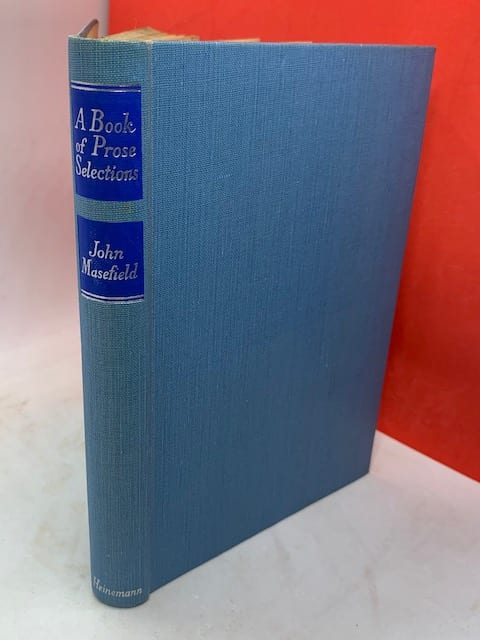 A Book
of Prose
Selections
John
Masefield
Heinemann